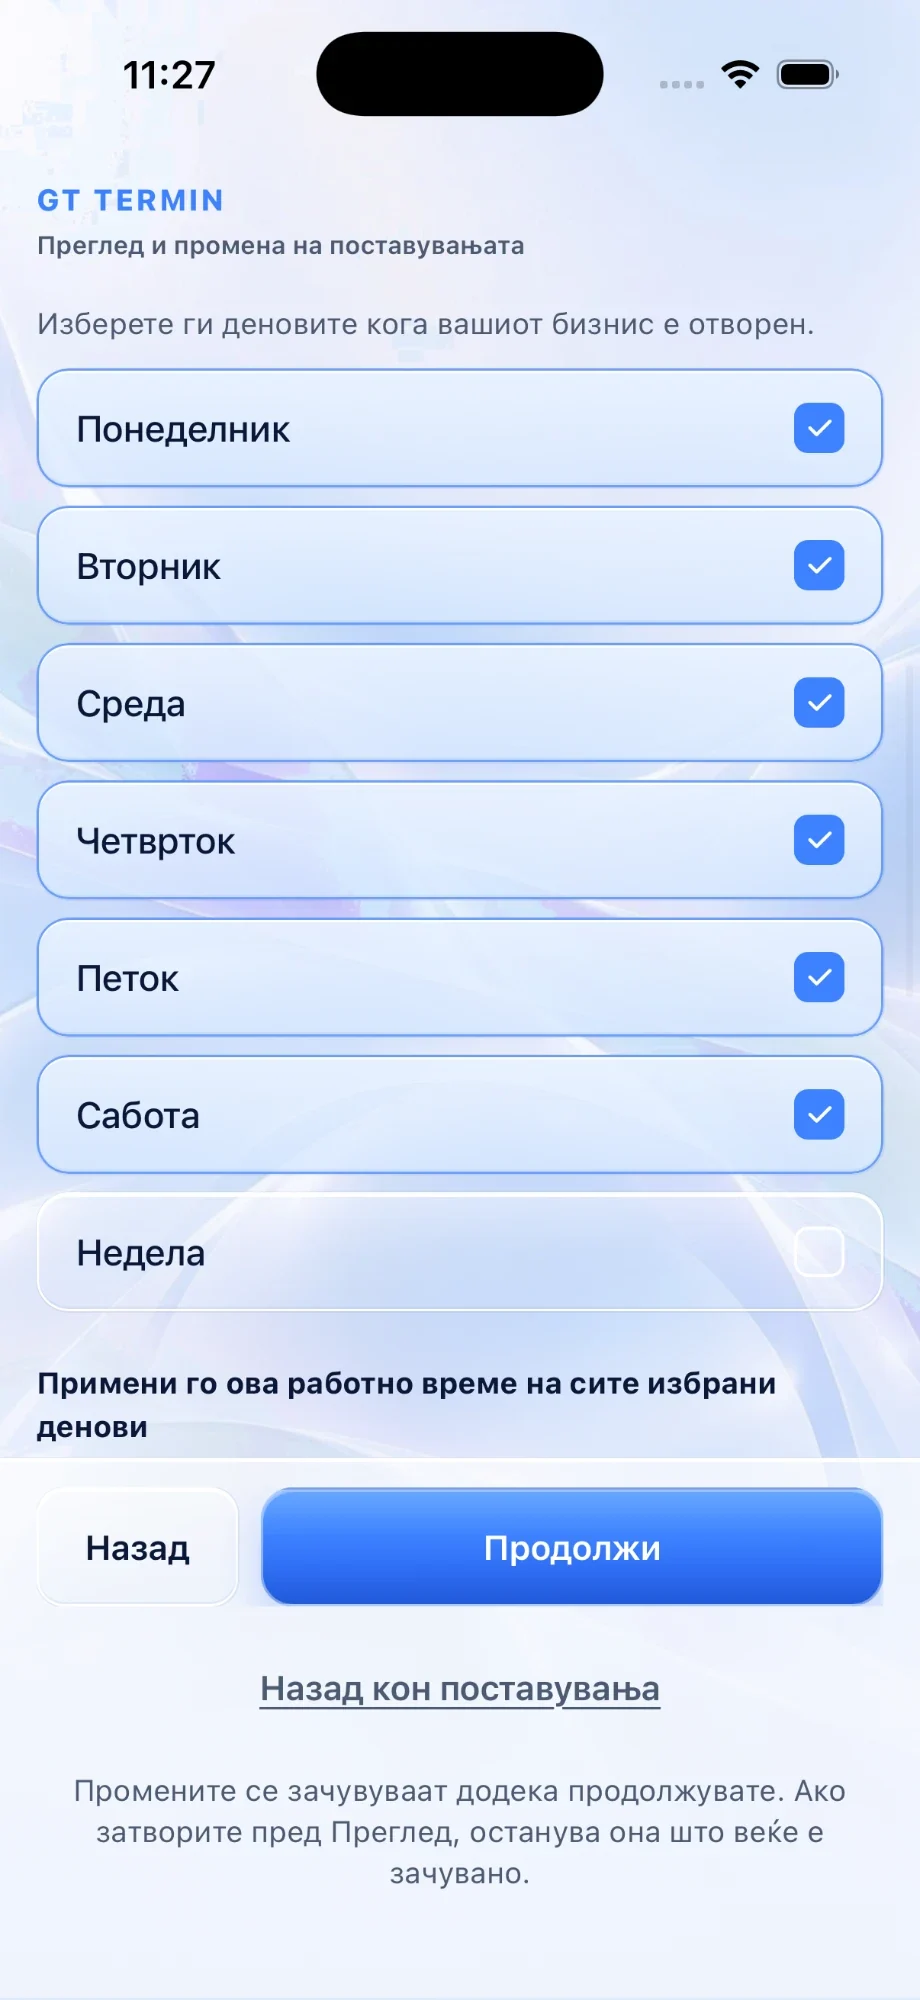 11:27
GT TERMIN
Преглед и промена на поставувањата
Изберете ги деновите кога вашиот бизнис е отворен.
Понеделник
Вторник
Среда
Четврток
Петок
Сабота
Недела
Примени го ова работно време на сите избрани
денови
Назад
Продолжи
Назад кон поставувања
Промените се зачувуваат додека продолжувате. Ако
затворите пред Преглед, останува она што веќе е
зачувано.